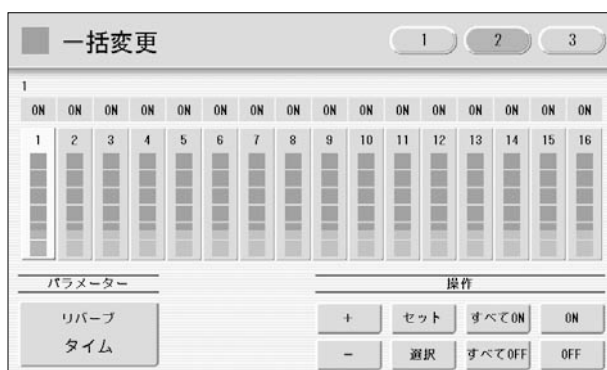 一括変更
1 2 3
1
ON ON ON ON ON ON ON ON ON ON ON ON ON ON ON ON
1 2 3 4 5 6 7 8 9 10 11 12 13 14 15 16
パラメーター 操作
リバーブ + セット すべてON ON
タイム − 選択 すべてOFF OFF